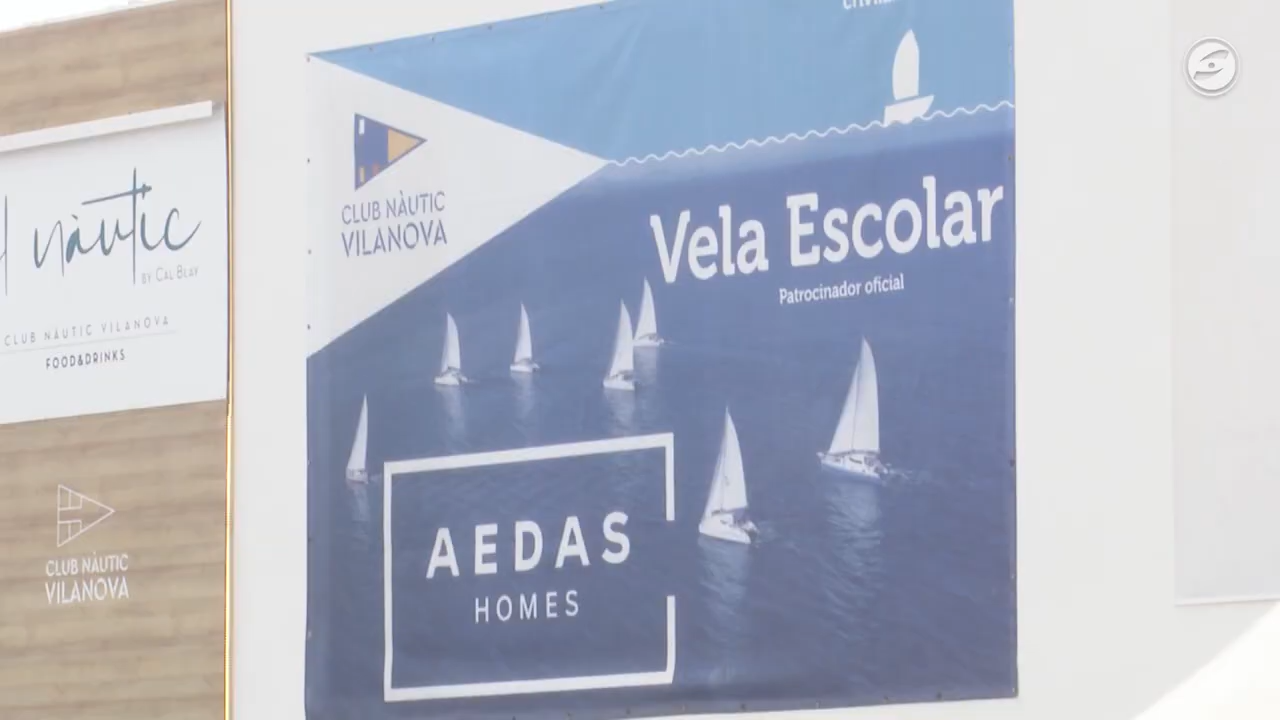 nàutic
BY CAL BLAY
CLUB NÀUTIC VILANOVA
FOOD&DRINKS
CLUB NÀUTIC
VILANOVA
CLUB NÀUTIC
VILANOVA
Vela Escolar
Patrocinador oficial
AEDAS
HOMES